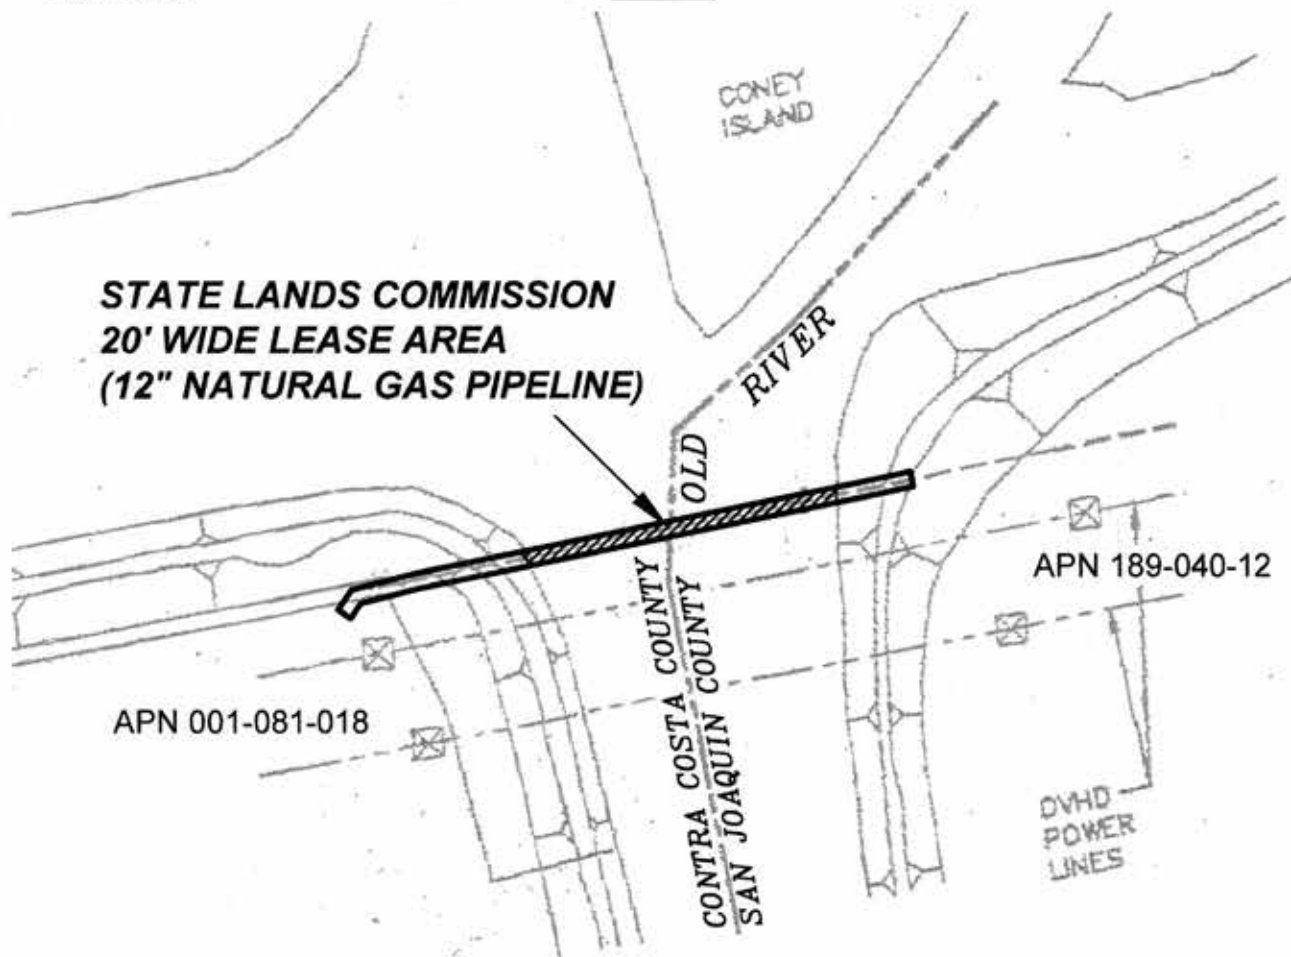 CONEY
ISLAND
STATE LANDS COMMISSION
20' WIDE LEASE AREA
(12" NATURAL GAS PIPELINE)
OLD
RIVER
APN 189-040-12
APN 001-081-018
CONTRA COSTA COUNTY
SAN JOAQUIN COUNTY
OVHD
POWER
LINES